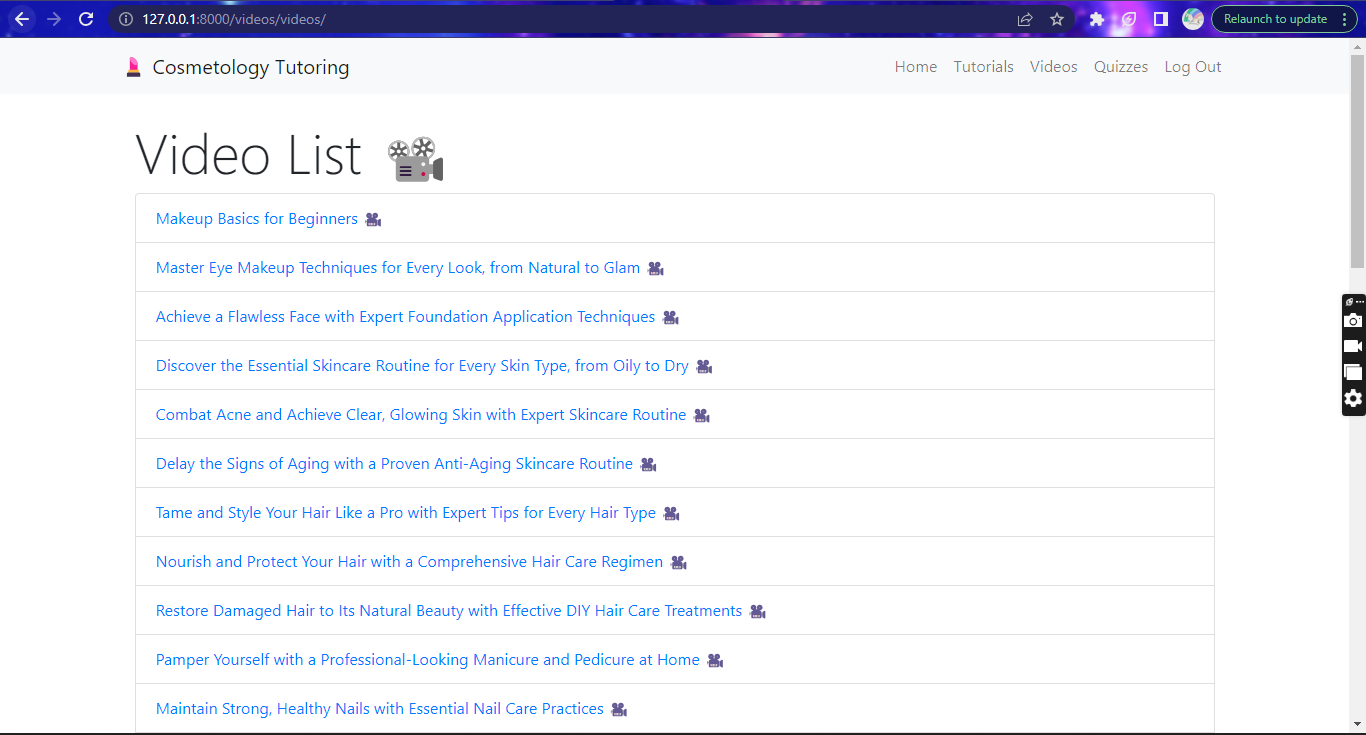 127.0.0.1:8000/videos/videos/
Relaunch to update
Cosmetology Tutoring
Home Tutorials Videos Quizzes Log Out
Video List
Makeup Basics for Beginners
Master Eye Makeup Techniques for Every Look, from Natural to Glam
Achieve a Flawless Face with Expert Foundation Application Techniques
Discover the Essential Skincare Routine for Every Skin Type, from Oily to Dry
Combat Acne and Achieve Clear, Glowing Skin with Expert Skincare Routine
Delay the Signs of Aging with a Proven Anti-Aging Skincare Routine
Tame and Style Your Hair Like a Pro with Expert Tips for Every Hair Type
Nourish and Protect Your Hair with a Comprehensive Hair Care Regimen
Restore Damaged Hair to Its Natural Beauty with Effective DIY Hair Care Treatments
Pamper Yourself with a Professional-Looking Manicure and Pedicure at Home
Maintain Strong, Healthy Nails with Essential Nail Care Practices